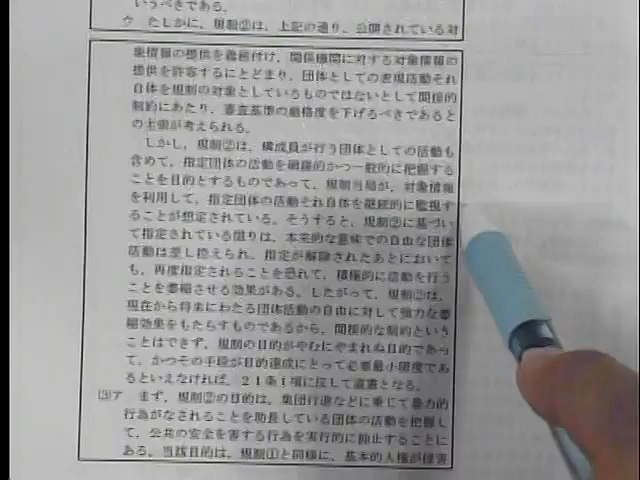 いうべきである。
ウ たしかに、規制②は、上記の通り、公開されている対
象情報の提供を義務付け、関係機関に対する対象情報の
提供を許容するにとどまり、団体としての表現活動それ
自体を規制の対象としているものではないとして間接的
制約にあたり、審査基準の厳格度を下げるべきであると
の主張が考えられる。
しかし、規制②は、構成員が行う団体としての活動も
含めて、指定団体の活動を網羅的かつ一般的に把握する
ことを目的とするものであって、規制当局が、対象情報
を利用して、指定団体の活動それ自体を継続的に監視す
ることが想定されている。そうすると、規制②に基づい
て指定されている限りは、本来的な意味での自由な団体
活動は差し控えられ、指定が解除されたあとにおいて
も、再度指定されることを恐れて、積極的に活動を行う
ことを萎縮させる効果がある。したがって、規制②は、
現在から将来にわたる団体活動の自由に対して強力な萎
縮効果をもたらすものであるから、間接的な制約という
ことはできず、規制の目的がやむにやまれぬ目的であっ
て、かつその手段が目的達成にとって必要最小限度であ
るといえなければ、21条1項に反して違憲となる。
⑶ア まず、規制②の目的は、集団行進などに乗じて暴力的
行為がなされることを助長している団体の活動を把握し
て、公共の安全を害する行為を実行的に抑止することに
ある。当該目的は、規制①と同様に、基本的人権が侵害